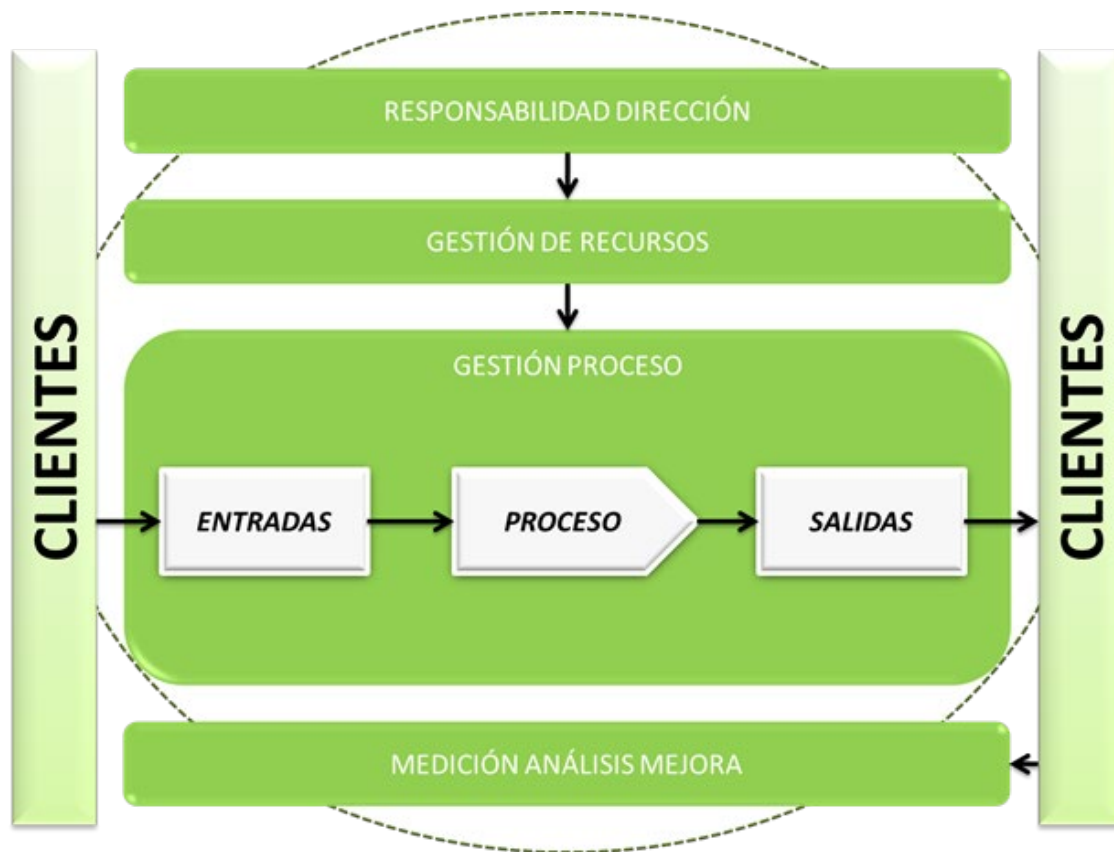 CLIENTES
RESPONSABILIDAD DIRECCIÓN
GESTIÓN DE RECURSOS
GESTIÓN PROCESO
ENTRADAS
PROCESO
SALIDAS
MEDICIÓN ANÁLISIS MEJORA
CLIENTES